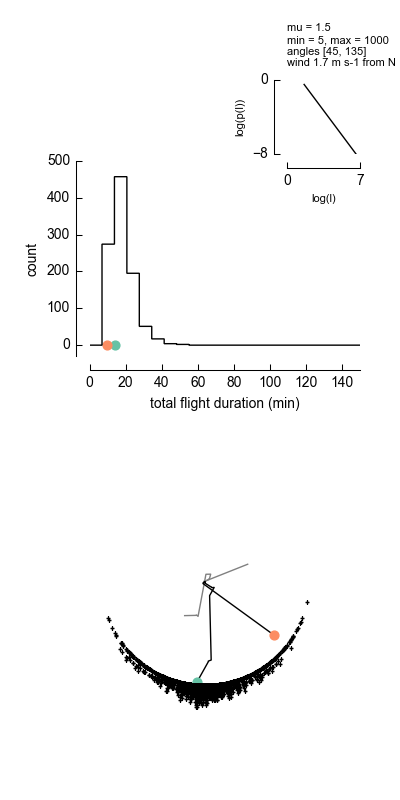 mu = 1.5
min = 5, max = 1000
angles [45, 135]
wind 1.7 m s-1 from N
0
log(p(l))
−8
0 7
log(l)
500
400
300
count
200
100
0
0 20 40 60 80 100 120 140
total flight duration (min)